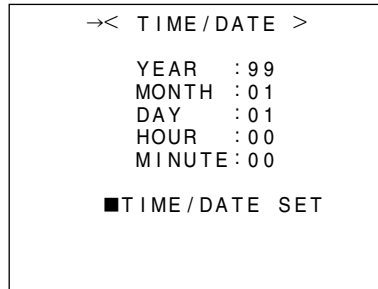 →< TIME/DATE >
YEAR :99
MONTH :01
DAY :01
HOUR :00
MINUTE:00
■TIME/DATE SET